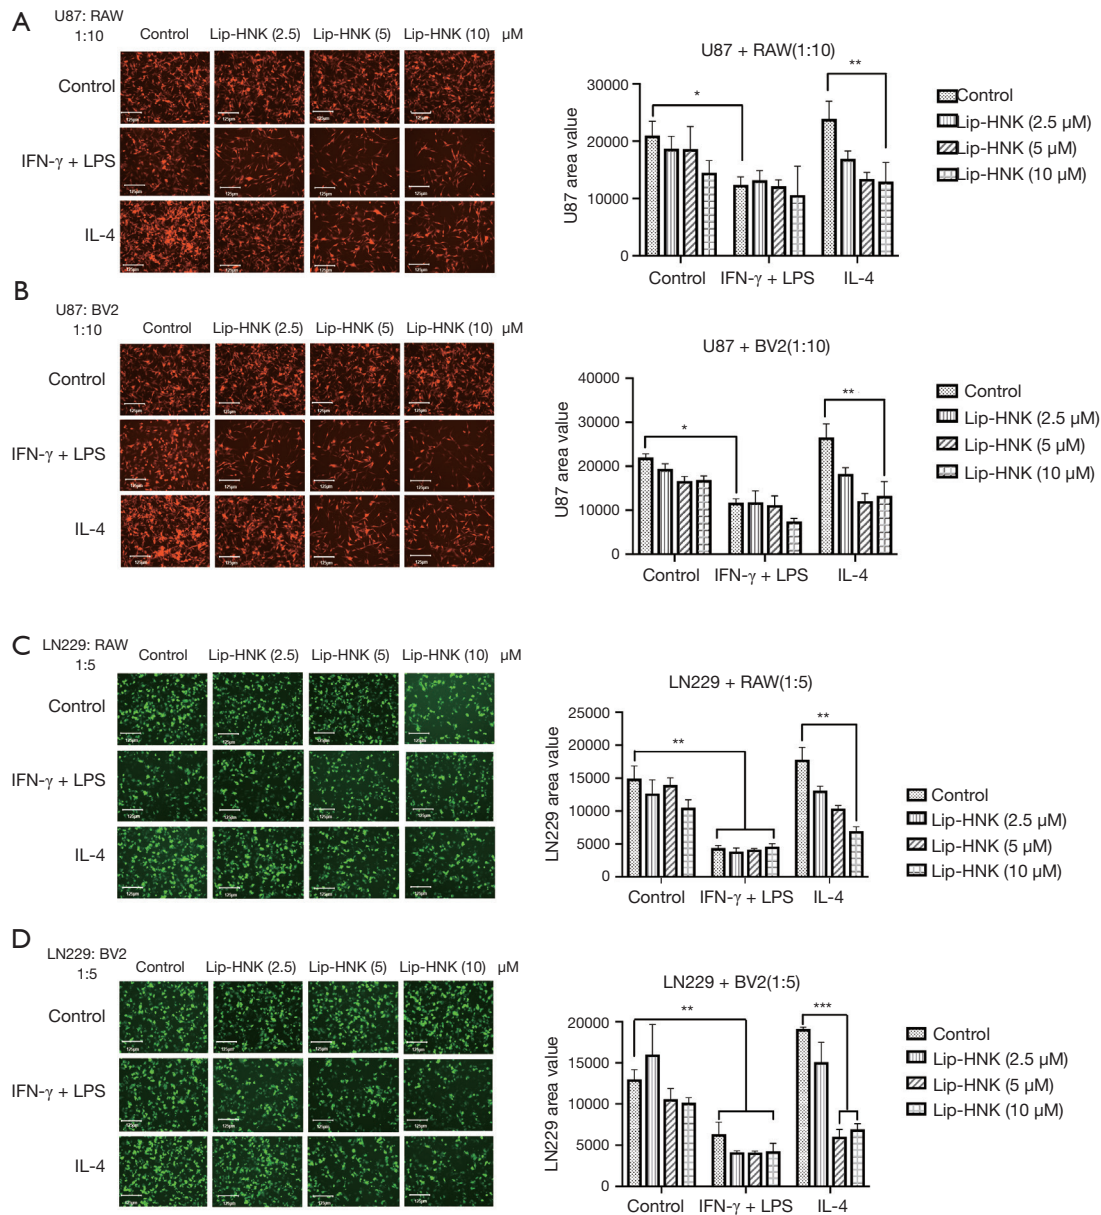 A
U87: RAW
1:10
Control Lip-HNK (2.5) Lip-HNK (5) Lip-HNK (10) μM
Control
IFN-γ + LPS
IL-4
125μm
U87 + RAW(1:10)
U87 area value
30000
20000
10000
0
*
**
Control IFN-γ + LPS IL-4
Control
Lip-HNK (2.5 μM)
Lip-HNK (5 μM)
Lip-HNK (10 μM)
B
U87: BV2
1:10
Control Lip-HNK (2.5) Lip-HNK (5) Lip-HNK (10) μM
Control
IFN-γ + LPS
IL-4
125μm
U87 + BV2(1:10)
U87 area value
40000
30000
20000
10000
0
*
**
Control IFN-γ + LPS IL-4
Control
Lip-HNK (2.5 μM)
Lip-HNK (5 μM)
Lip-HNK (10 μM)
C
LN229: RAW
1:5
Control Lip-HNK (2.5) Lip-HNK (5) Lip-HNK (10) μM
Control
IFN-γ + LPS
IL-4
125μm
LN229 + RAW(1:5)
LN229 area value
25000
20000
15000
10000
5000
0
**
**
Control IFN-γ + LPS IL-4
Control
Lip-HNK (2.5 μM)
Lip-HNK (5 μM)
Lip-HNK (10 μM)
D
LN229: BV2
1:5
Control Lip-HNK (2.5) Lip-HNK (5) Lip-HNK (10) μM
Control
IFN-γ + LPS
IL-4
125μm
LN229 + BV2(1:5)
LN229 area value
20000
15000
10000
5000
0
**
***
Control IFN-γ + LPS IL-4
Control
Lip-HNK (2.5 μM)
Lip-HNK (5 μM)
Lip-HNK (10 μM)